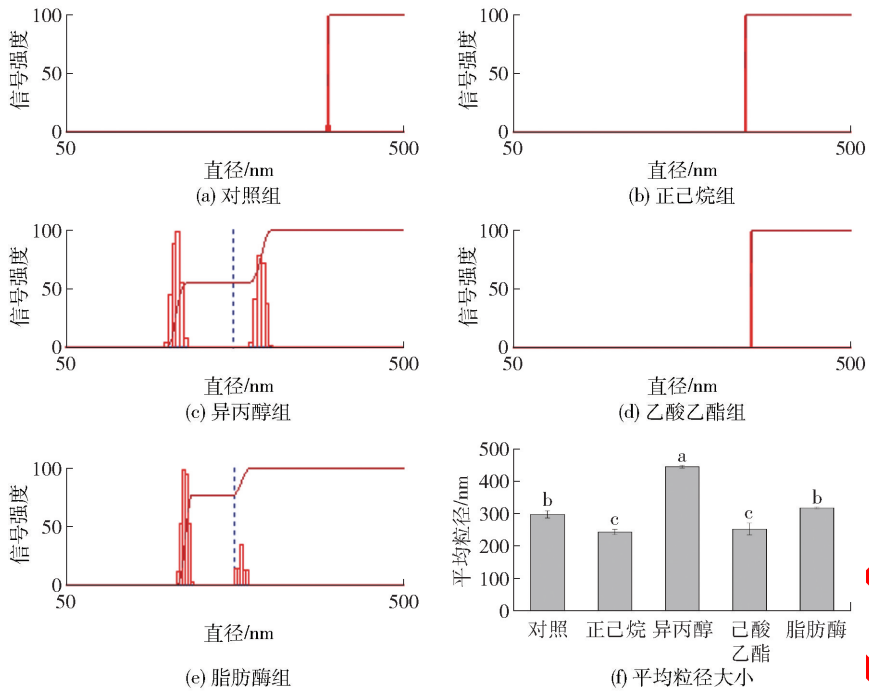 信号强度
100
50
0
50
500
直径/nm
(a) 对照组
信号强度
100
50
0
50
500
直径/nm
(b) 正己烷组
信号强度
100
50
0
50
500
直径/nm
(c) 异丙醇组
信号强度
100
50
0
50
500
直径/nm
(d) 乙酸乙酯组
信号强度
100
50
0
50
500
直径/nm
(e) 脂肪酶组
平均粒径/nm
500
400
300
200
100
0
b
c
a
c
b
对照
正己烷
异丙醇
己酸
乙酯
脂肪酶
(f) 平均粒径大小